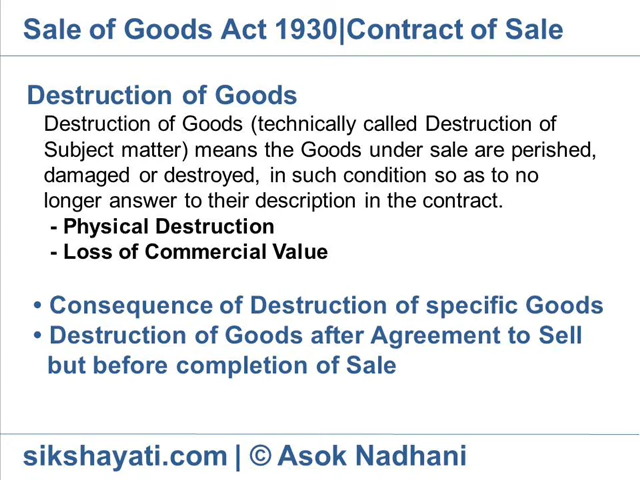 Sale of Goods Act 1930|Contract of Sale
Destruction of Goods
Destruction of Goods (technically called Destruction of
Subject matter) means the Goods under sale are perished,
damaged or destroyed, in such condition so as to no
longer answer to their description in the contract.
- Physical Destruction
- Loss of Commercial Value
• Consequence of Destruction of specific Goods
• Destruction of Goods after Agreement to Sell
but before completion of Sale
sikshayati.com | © Asok Nadhani